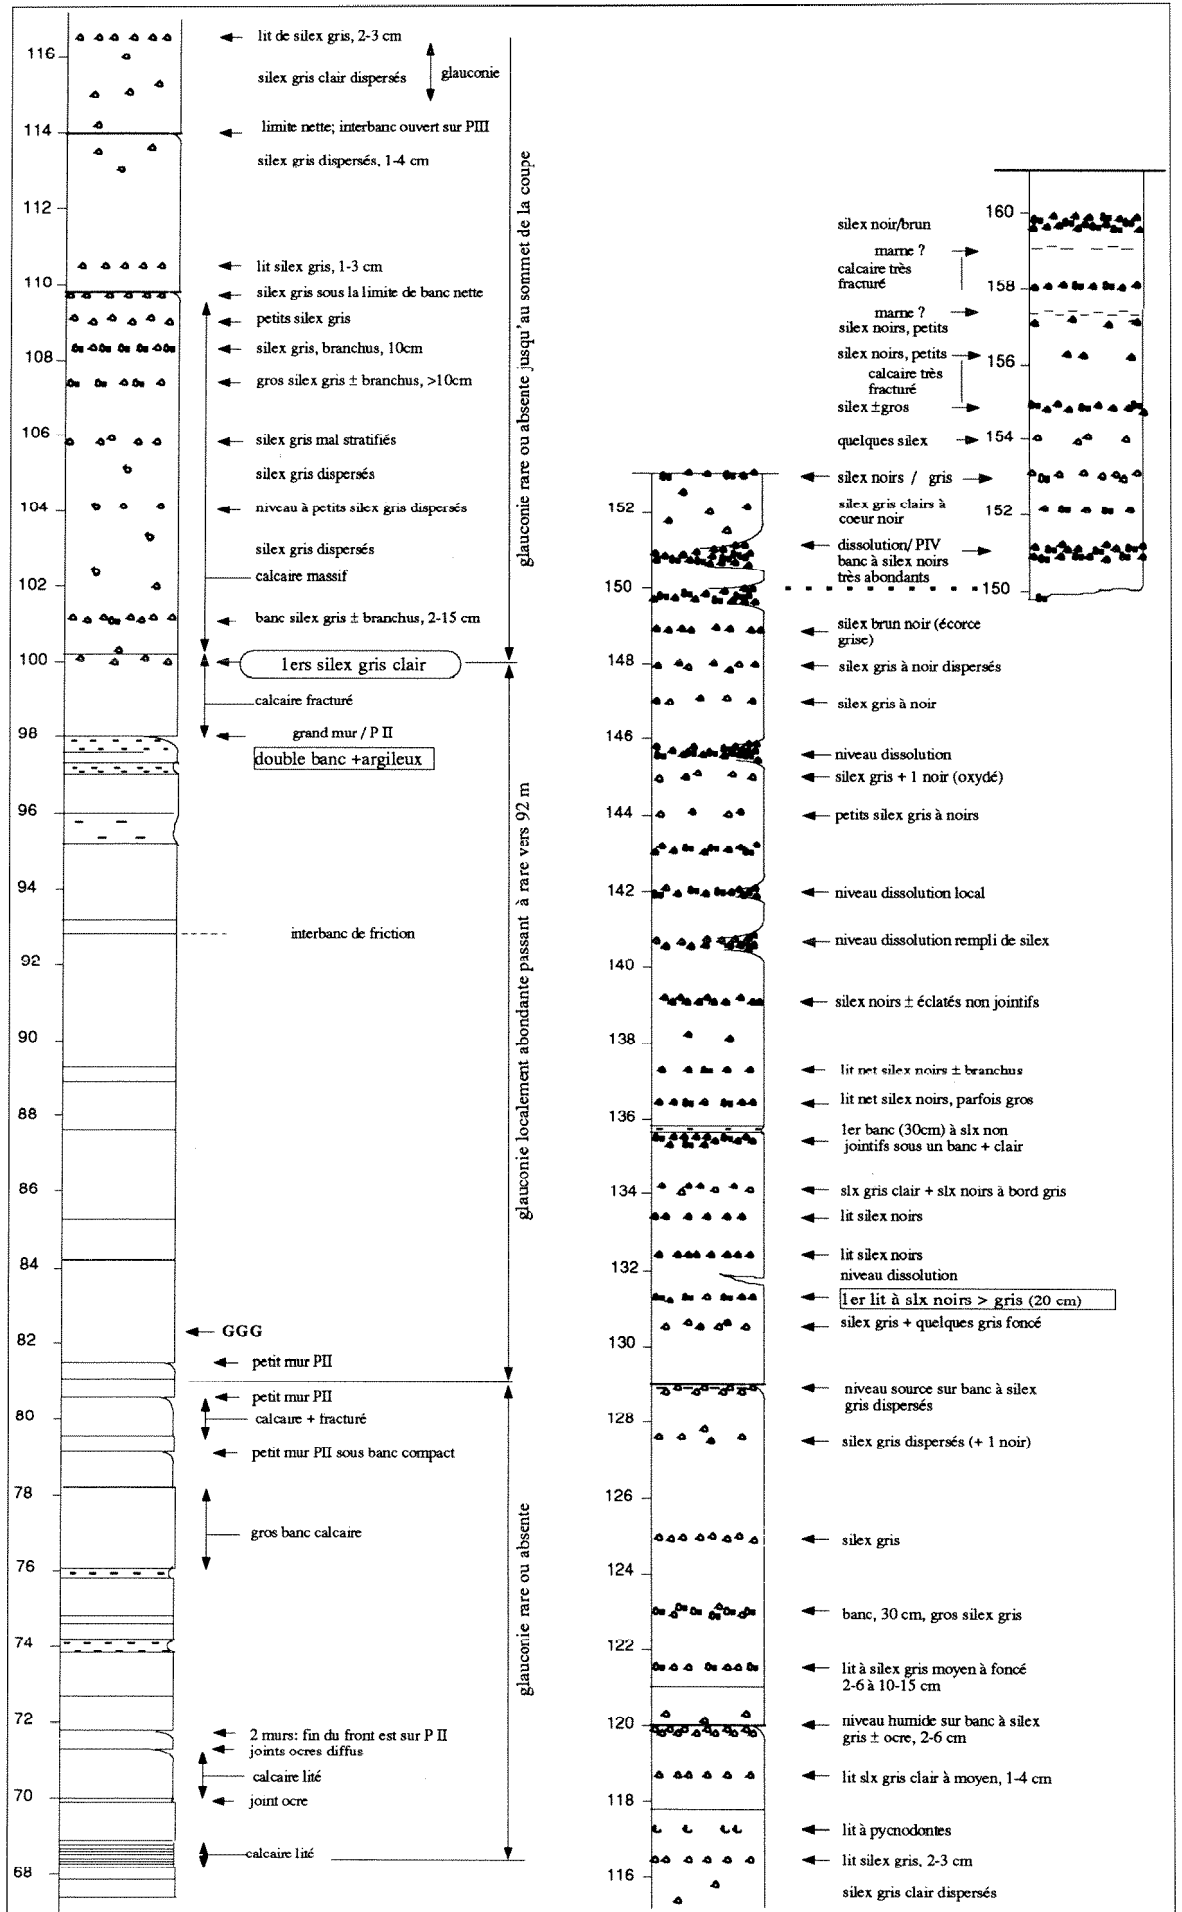 116
lit de silex gris, 2-3 cm
silex gris clair dispersés
glauconie
114
limite nette; interbanc ouvert sur PIII
silex gris dispersés, 1-4 cm
112
lit silex gris, 1-3 cm
110
silex gris sous la limite de banc nette
petits silex gris
108
silex gris, branchus, 10cm
gros silex gris ± branchus, >10cm
106
silex gris mal stratifiés
silex gris dispersés
104
niveau à petits silex gris dispersés
silex gris dispersés
102
calcaire massif
banc silex gris ± branchus, 2-15 cm
100
1ers silex gris clair
calcaire fracturé
98
grand mur / P II
double banc +argileux
96
94
interbanc de friction
92
90
88
86
84
GGG
82
petit mur PII
petit mur PII
80
calcaire + fracturé
petit mur PII sous banc compact
78
gros banc calcaire
76
74
72
2 murs: fin du front est sur P II
joints ocres diffus
calcaire lité
70
joint ocre
calcaire lité
68
glauconie rare ou absente jusqu'au sommet de la coupe
glauconie localement abondante passant à rare vers 92 m
glauconie rare ou absente
160
silex noir/brun
marne ?
calcaire très
fracturé
158
marne ?
silex noirs, petits
silex noirs, petits
156
calcaire très
fracturé
silex ±gros
quelques silex
154
silex noirs / gris
152
silex gris clairs à
coeur noir
152
dissolution/ PIV
banc à silex noirs
très abondants
150
150
silex brun noir (écorce
grise)
148
silex gris à noir dispersés
silex gris à noir
146
niveau dissolution
silex gris + 1 noir (oxydé)
144
petits silex gris à noirs
142
niveau dissolution local
niveau dissolution rempli de silex
140
silex noirs ± éclatés non jointifs
138
lit net silex noirs ± branchus
lit net silex noirs, parfois gros
136
1er banc (30cm) à slx non
jointifs sous un banc + clair
134
slx gris clair + slx noirs à bord gris
lit silex noirs
lit silex noirs
132
niveau dissolution
1er lit à slx noirs > gris (20 cm)
silex gris + quelques gris foncé
130
niveau source sur banc à silex
gris dispersés
128
silex gris dispersés (+ 1 noir)
126
silex gris
124
banc, 30 cm, gros silex gris
122
lit à silex gris moyen à foncé
2-6 à 10-15 cm
120
niveau humide sur banc à silex
gris ± ocre, 2-6 cm
lit slx gris clair à moyen, 1-4 cm
118
lit à pycnodontes
lit silex gris, 2-3 cm
116
silex gris clair dispersés